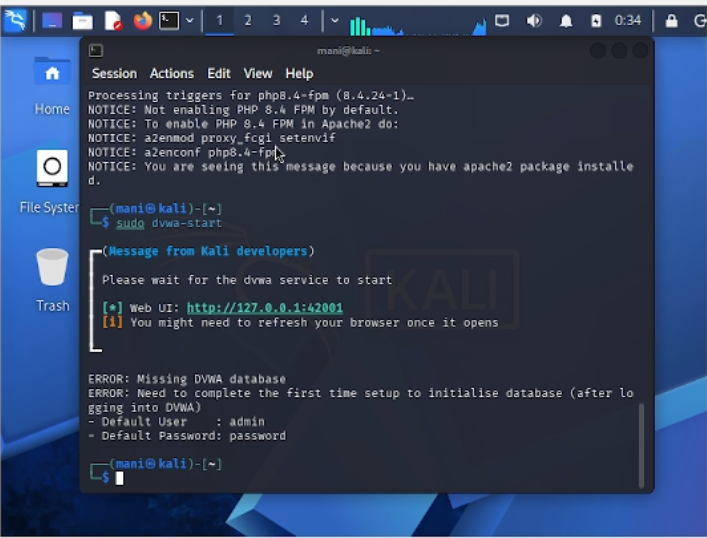 1 2 3 4 0:34
mani@kali: ~
Session Actions Edit View Help
Processing triggers for php8.4-fpm (8.4.24-1)…
NOTICE: Not enabling PHP 8.4 FPM by default.
NOTICE: To enable PHP 8.4 FPM in Apache2 do:
NOTICE: a2enmod proxy_fcgi setenvif
NOTICE: a2enconf php8.4-fpm
NOTICE: You are seeing this message because you have apache2 package installe
d.
(mani㉿kali)-[~]
$ sudo dvwa-start
(Message from Kali developers)
Please wait for the dvwa service to start
[*] Web UI: http://127.0.0.1:42001
[i] You might need to refresh your browser once it opens
ERROR: Missing DVWA database
ERROR: Need to complete the first time setup to initialise database (after lo
gging into DVWA)
- Default User : admin
- Default Password: password
(mani㉿kali)-[~]
$
Home
File System
Trash
KALI